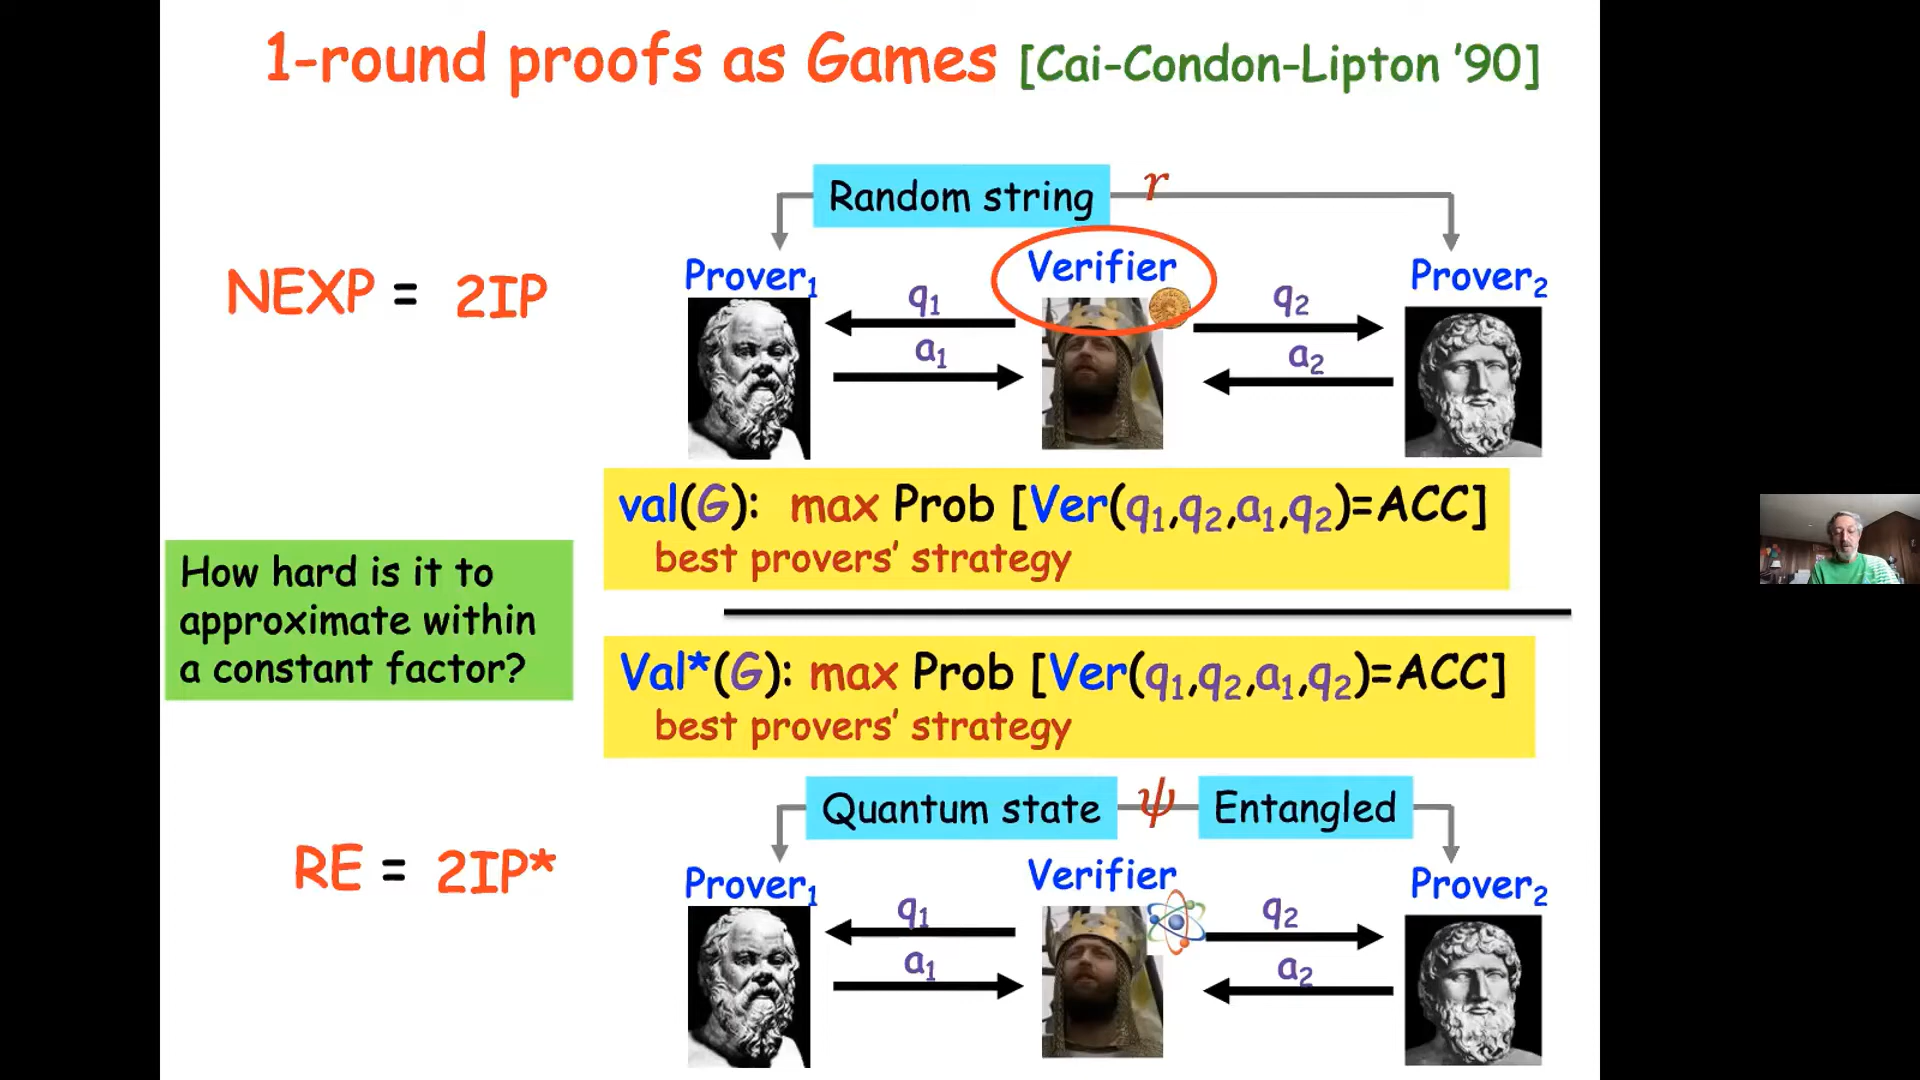 1-round proofs as Games [Cai-Condon-Lipton '90]
Random string r
Prover₁ Verifier Prover₂
NEXP = 2IP
q₁ q₂
a₁ a₂
val(G): max Prob [Ver(q₁,q₂,a₁,q₂)=ACC]
best provers' strategy
How hard is it to
approximate within
a constant factor?
Val*(G): max Prob [Ver(q₁,q₂,a₁,q₂)=ACC]
best provers' strategy
Quantum state ψ Entangled
RE = 2IP*
Prover₁ Verifier Prover₂
q₁ q₂
a₁ a₂